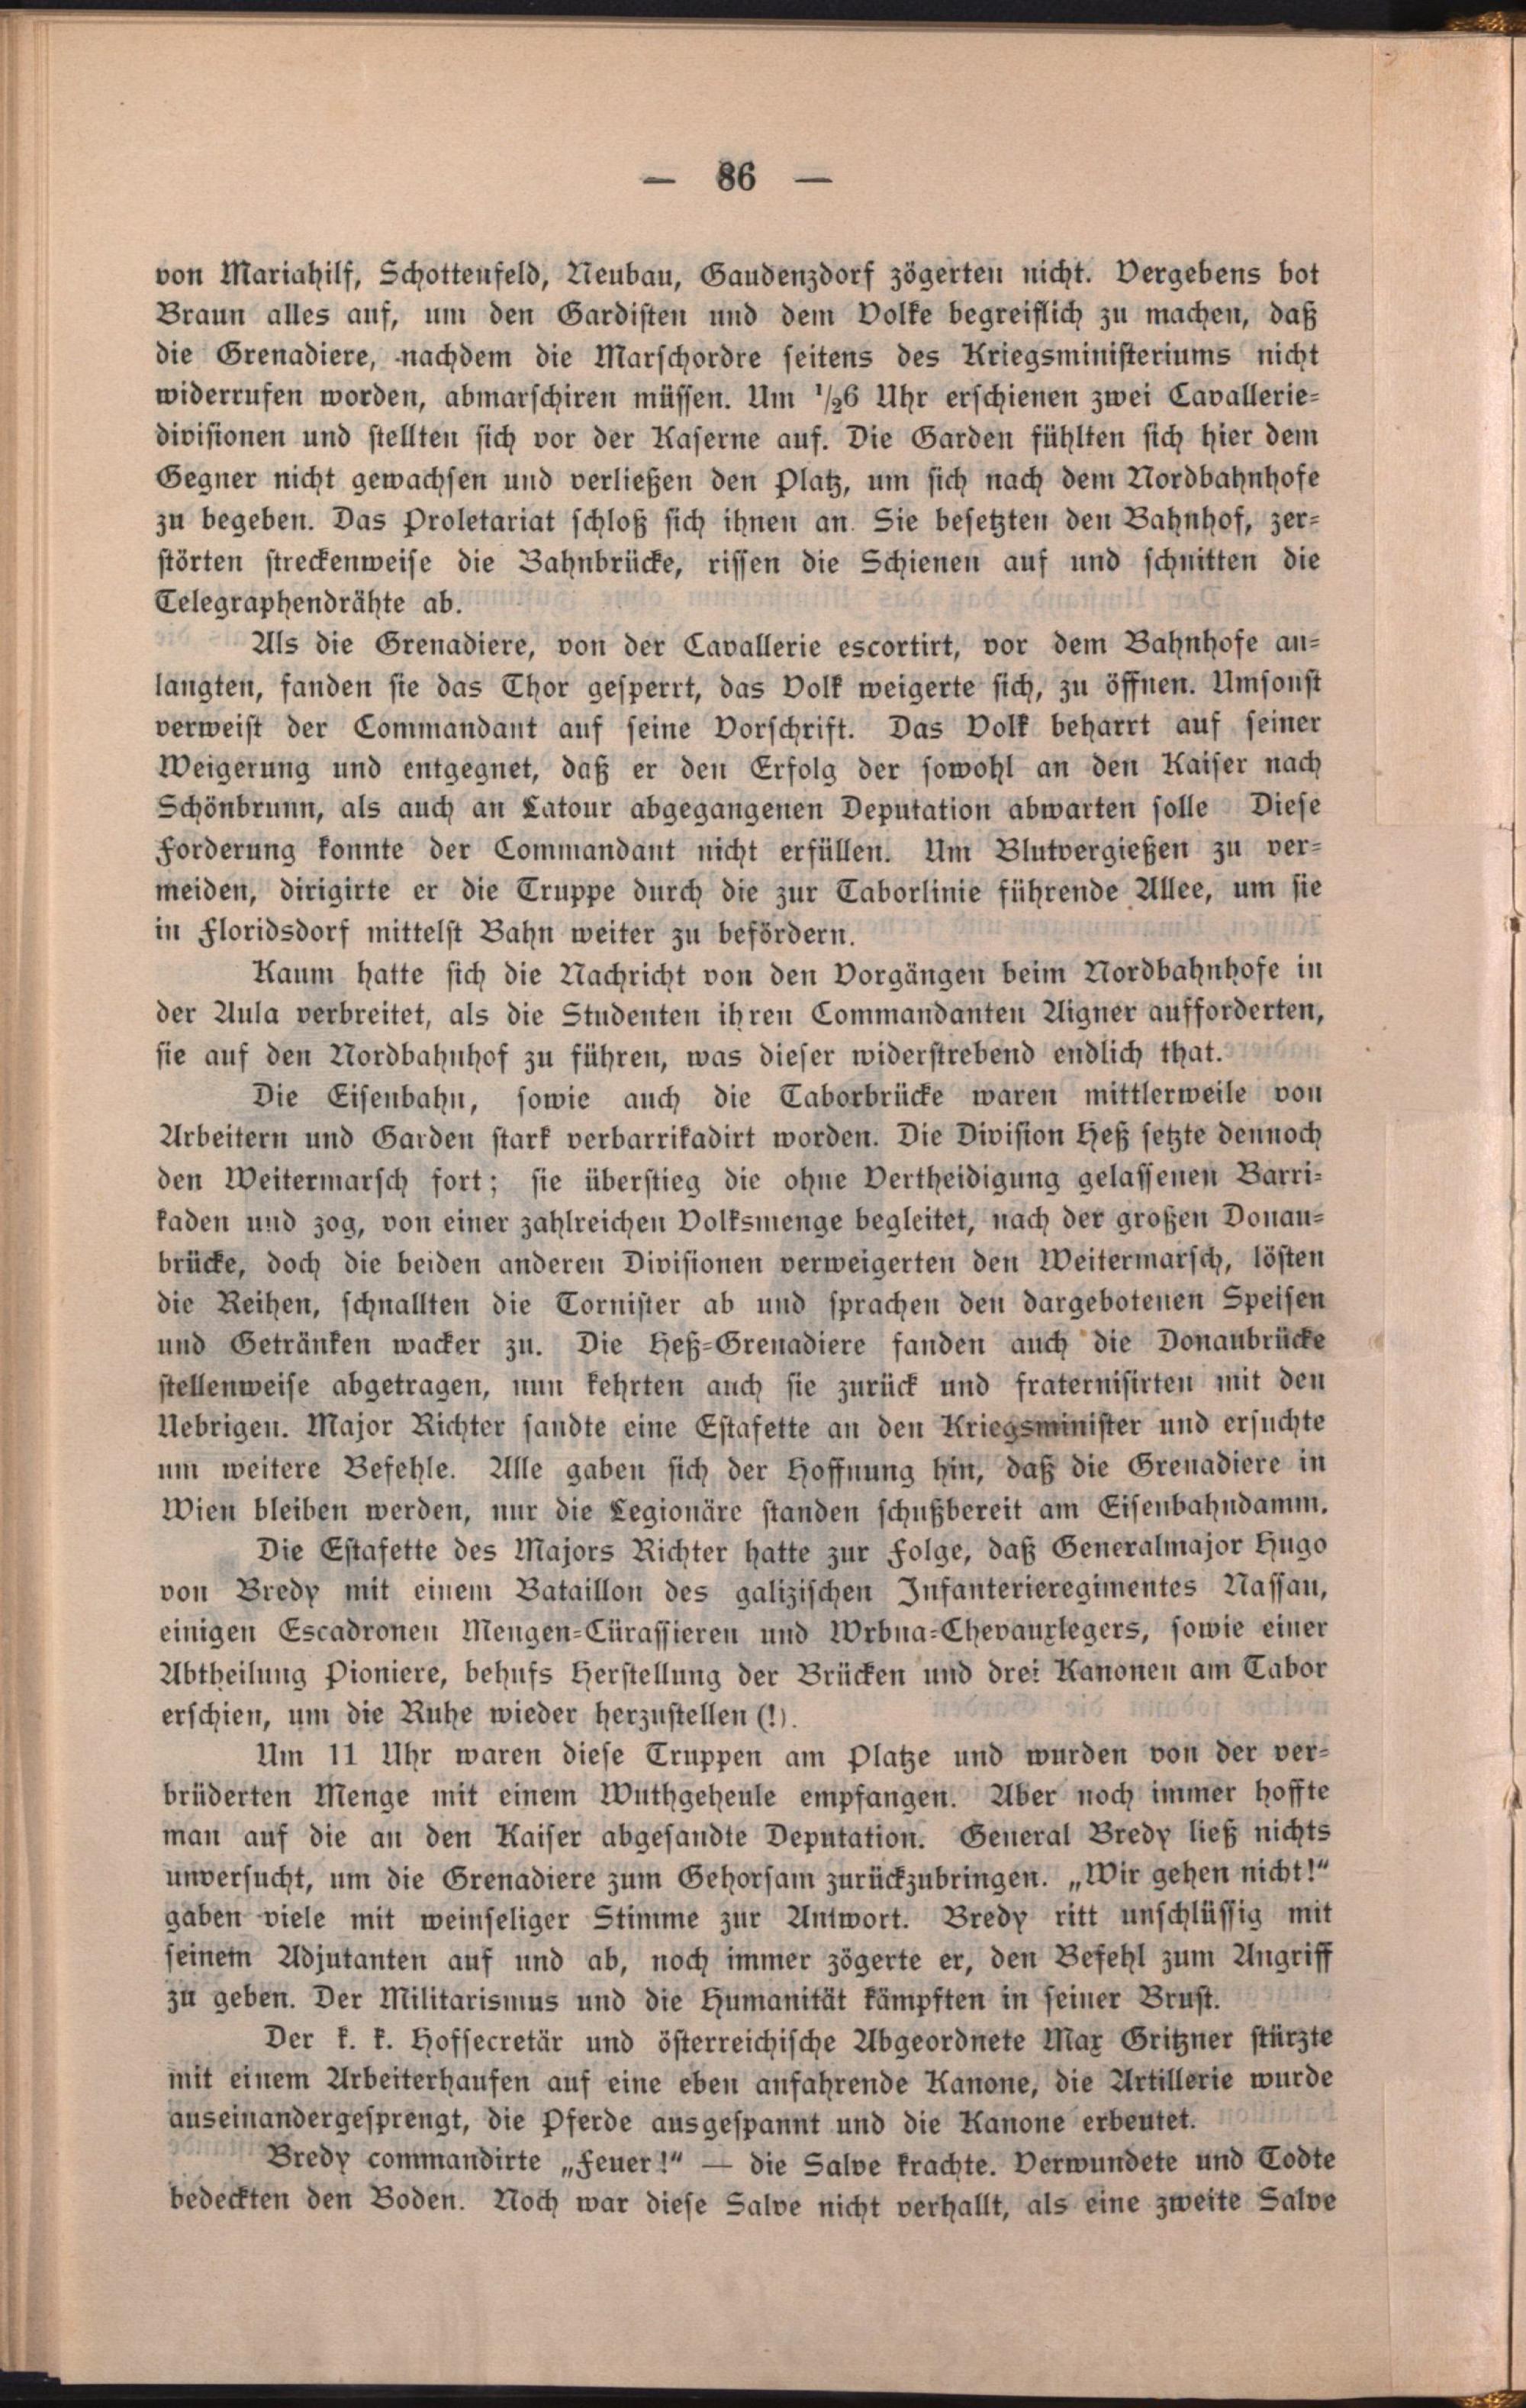 — 86 —
von Mariahilf, Schottenfeld, Neubau, Gaudenzdorf zögerten nicht. Vergebens bot
Braun alles auf, um den Gardisten und dem Volke begreiflich zu machen, daß
die Grenadiere, nachdem die Marschordre seitens des Kriegsministeriums nicht
widerrufen worden, abmarschiren müssen. Um ½6 Uhr erschienen zwei Cavallerie-
divisionen und stellten sich vor der Kaserne auf. Die Garden fühlten sich hier dem
Gegner nicht gewachsen und verließen den Platz, um sich nach dem Nordbahnhofe
zu begeben. Das Proletariat schloß sich ihnen an. Sie besetzten den Bahnhof, zer-
störten streckenweise die Bahnbrücke, rissen die Schienen auf und schnitten die
Telegraphendrähte ab.
Als die Grenadiere, von der Cavallerie escortirt, vor dem Bahnhofe an-
langten, fanden sie das Thor gesperrt, das Volk weigerte sich, zu öffnen. Umsonst
verweist der Commandant auf seine Vorschrift. Das Volk beharrt auf seiner
Weigerung und entgegnet, daß er den Erfolg der sowohl an den Kaiser nach
Schönbrunn, als auch an Latour abgegangenen Deputation abwarten solle Diese
Forderung konnte der Commandant nicht erfüllen. Um Blutvergießen zu ver-
meiden, dirigirte er die Truppe durch die zur Taborlinie führende Allee, um sie
in Floridsdorf mittelst Bahn weiter zu befördern.
Kaum hatte sich die Nachricht von den Vorgängen beim Nordbahnhofe in
der Aula verbreitet, als die Studenten ihren Commandanten Aigner aufforderten,
sie auf den Nordbahnhof zu führen, was dieser widerstrebend endlich that.
Die Eisenbahn, sowie auch die Taborbrücke waren mittlerweile von
Arbeitern und Garden stark verbarrikadirt worden. Die Division Heß setzte dennoch
den Weitermarsch fort; sie überstieg die ohne Vertheidigung gelassenen Barri-
kaden und zog, von einer zahlreichen Volksmenge begleitet, nach der großen Donau-
brücke, doch die beiden anderen Divisionen verweigerten den Weitermarsch, lösten
die Reihen, schnallten die Tornister ab und sprachen den dargebotenen Speisen
und Getränken wacker zu. Die Heß-Grenadiere fanden auch die Donaubrücke
stellenweise abgetragen, nun kehrten auch sie zurück und fraternisirten mit den
Uebrigen. Major Richter sandte eine Estafette an den Kriegsminister und ersuchte
um weitere Befehle. Alle gaben sich der Hoffnung hin, daß die Grenadiere in
Wien bleiben werden, nur die Legionäre standen schußbereit am Eisenbahndamm.
Die Estafette des Majors Richter hatte zur Folge, daß Generalmajor Hugo
von Bredy mit einem Bataillon des galizischen Infanterieregimentes Nassau,
einigen Escadronen Mengen-Cürassieren und Wrbna-Chevauxlegers, sowie einer
Abtheilung Pioniere, behufs Herstellung der Brücken und drei Kanonen am Tabor
erschien, um die Ruhe wieder herzustellen (!).
Um 11 Uhr waren diese Truppen am Platze und wurden von der ver-
brüderten Menge mit einem Wuthgeheule empfangen. Aber noch immer hoffte
man auf die an den Kaiser abgesandte Deputation. General Bredy ließ nichts
unversucht, um die Grenadiere zum Gehorsam zurückzubringen. „Wir gehen nicht!“
gaben viele mit weinseliger Stimme zur Antwort. Bredy ritt unschlüssig mit
seinem Adjutanten auf und ab, noch immer zögerte er, den Befehl zum Angriff
zu geben. Der Militarismus und die Humanität kämpften in seiner Brust.
Der k. k. Hofsecretär und österreichische Abgeordnete Max Gritzner stürzte
mit einem Arbeiterhaufen auf eine eben anfahrende Kanone, die Artillerie wurde
auseinandergesprengt, die Pferde ausgespannt und die Kanone erbeutet.
Bredy commandirte „Feuer!“ — die Salve krachte. Verwundete und Todte
bedeckten den Boden. Noch war diese Salve nicht verhallt, als eine zweite Salve